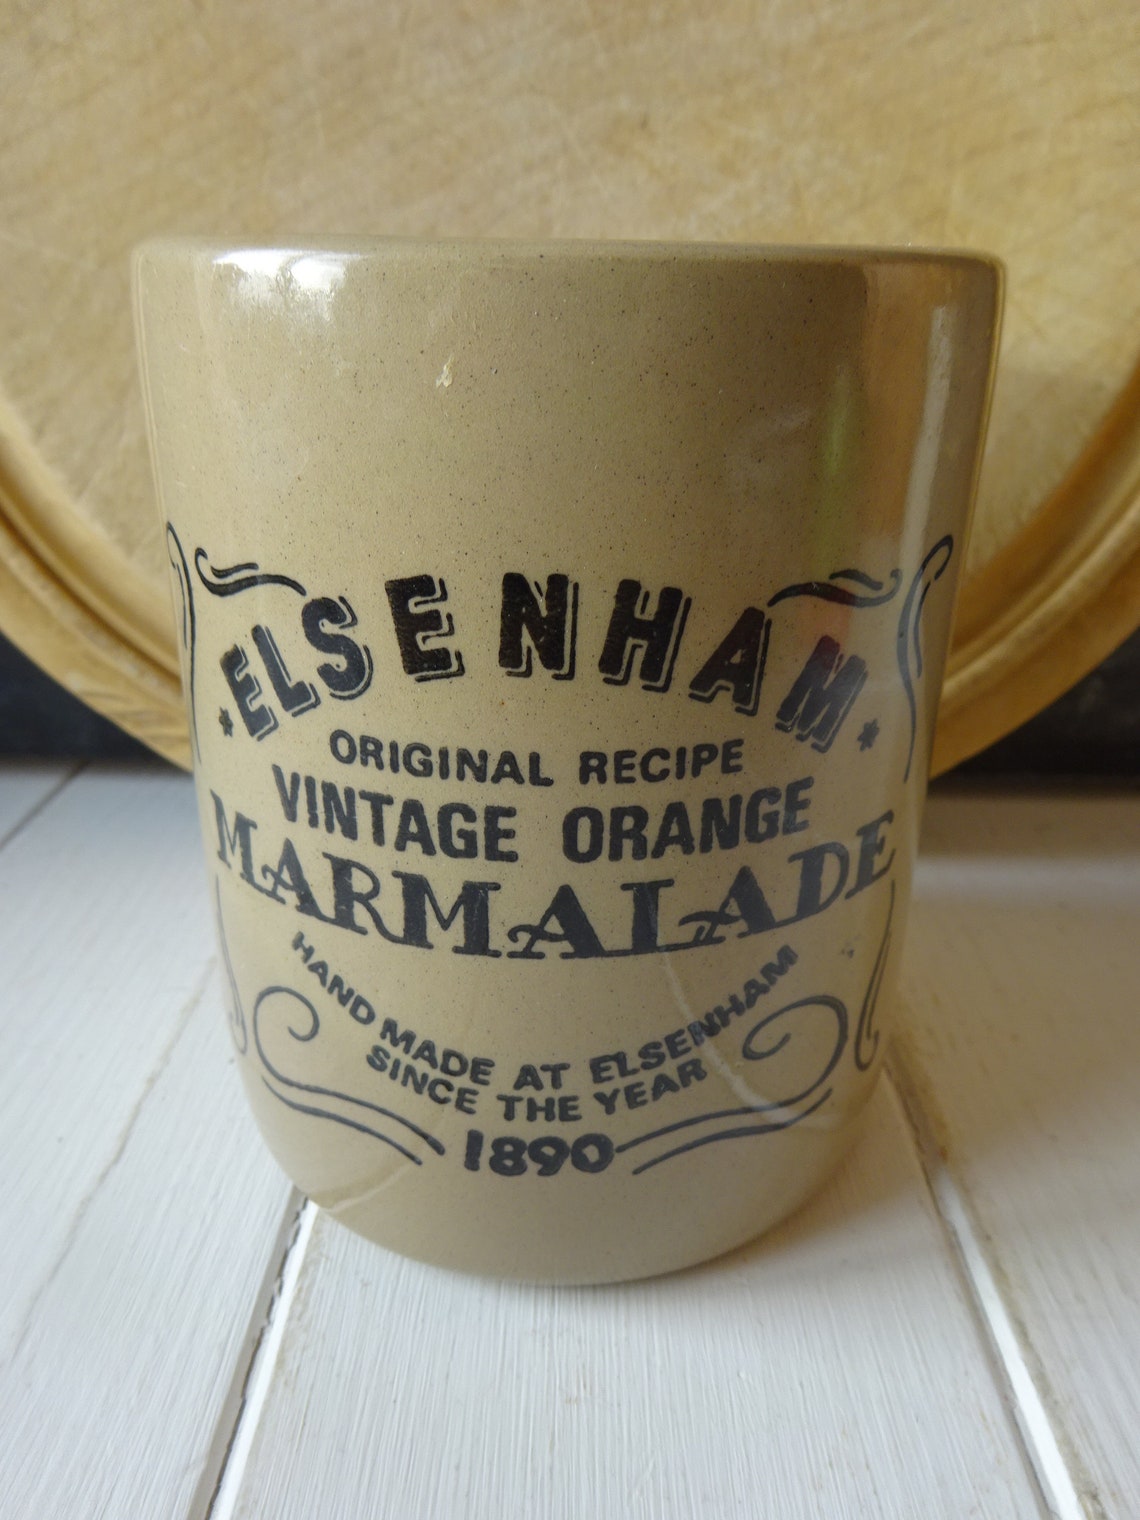 * ELSENHAM *
ORIGINAL RECIPE
VINTAGE ORANGE
MARMALADE
HAND MADE AT ELSENHAM
SINCE THE YEAR
1890